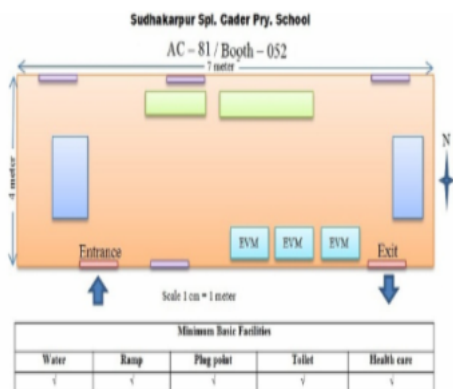 Sudhakarpur Spl. Cader Pry. School
AC – 81 / Booth – 052
7 meter
4 meter
N
EVM EVM EVM
Entrance
Exit
Scale 1 cm = 1 meter
Minimum Basic Facilities
Water Ramp Plug point Toilet Health care
√ √ √ √ √